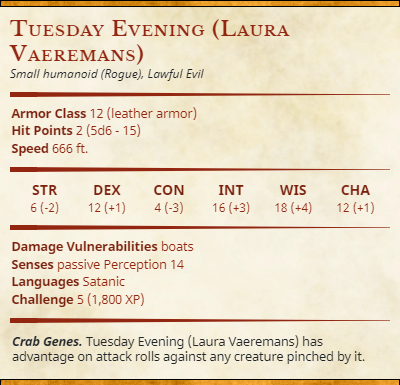 Tuesday Evening (Laura
Vaeremans)
Small humanoid (Rogue), Lawful Evil
Armor Class 12 (leather armor)
Hit Points 2 (5d6 - 15)
Speed 666 ft.
STR DEX CON INT WIS CHA
6 (-2) 12 (+1) 4 (-3) 16 (+3) 18 (+4) 12 (+1)
Damage Vulnerabilities boats
Senses passive Perception 14
Languages Satanic
Challenge 5 (1,800 XP)
Crab Genes. Tuesday Evening (Laura Vaeremans) has
advantage on attack rolls against any creature pinched by it.